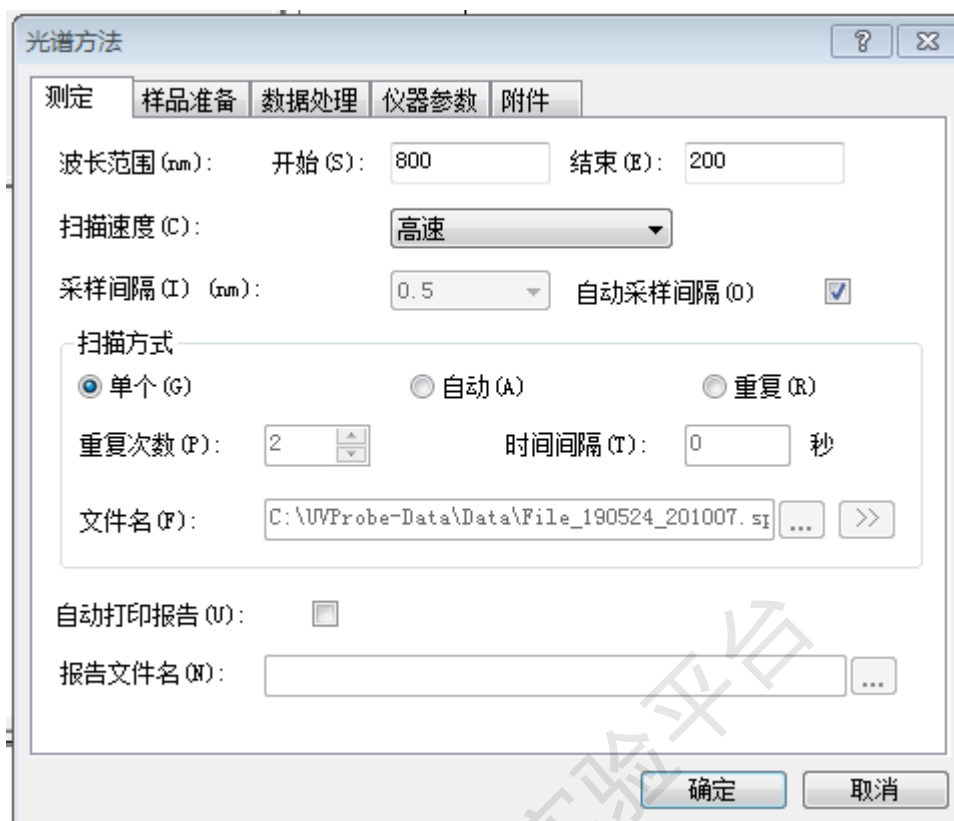 光谱方法
测定 样品准备 数据处理 仪器参数 附件
波长范围(nm): 开始(S): 800 结束(E): 200
扫描速度(C): 高速
采样间隔(I) (nm): 0.5 自动采样间隔(O)
扫描方式
单个(G) 自动(A) 重复(R)
重复次数(P): 2 时间间隔(T): 0 秒
文件名(F): C:\UVProbe-Data\Data\File_190524_201007.sp ... >>
自动打印报告(U):
报告文件名(N): ...
确定 取消
实验平台